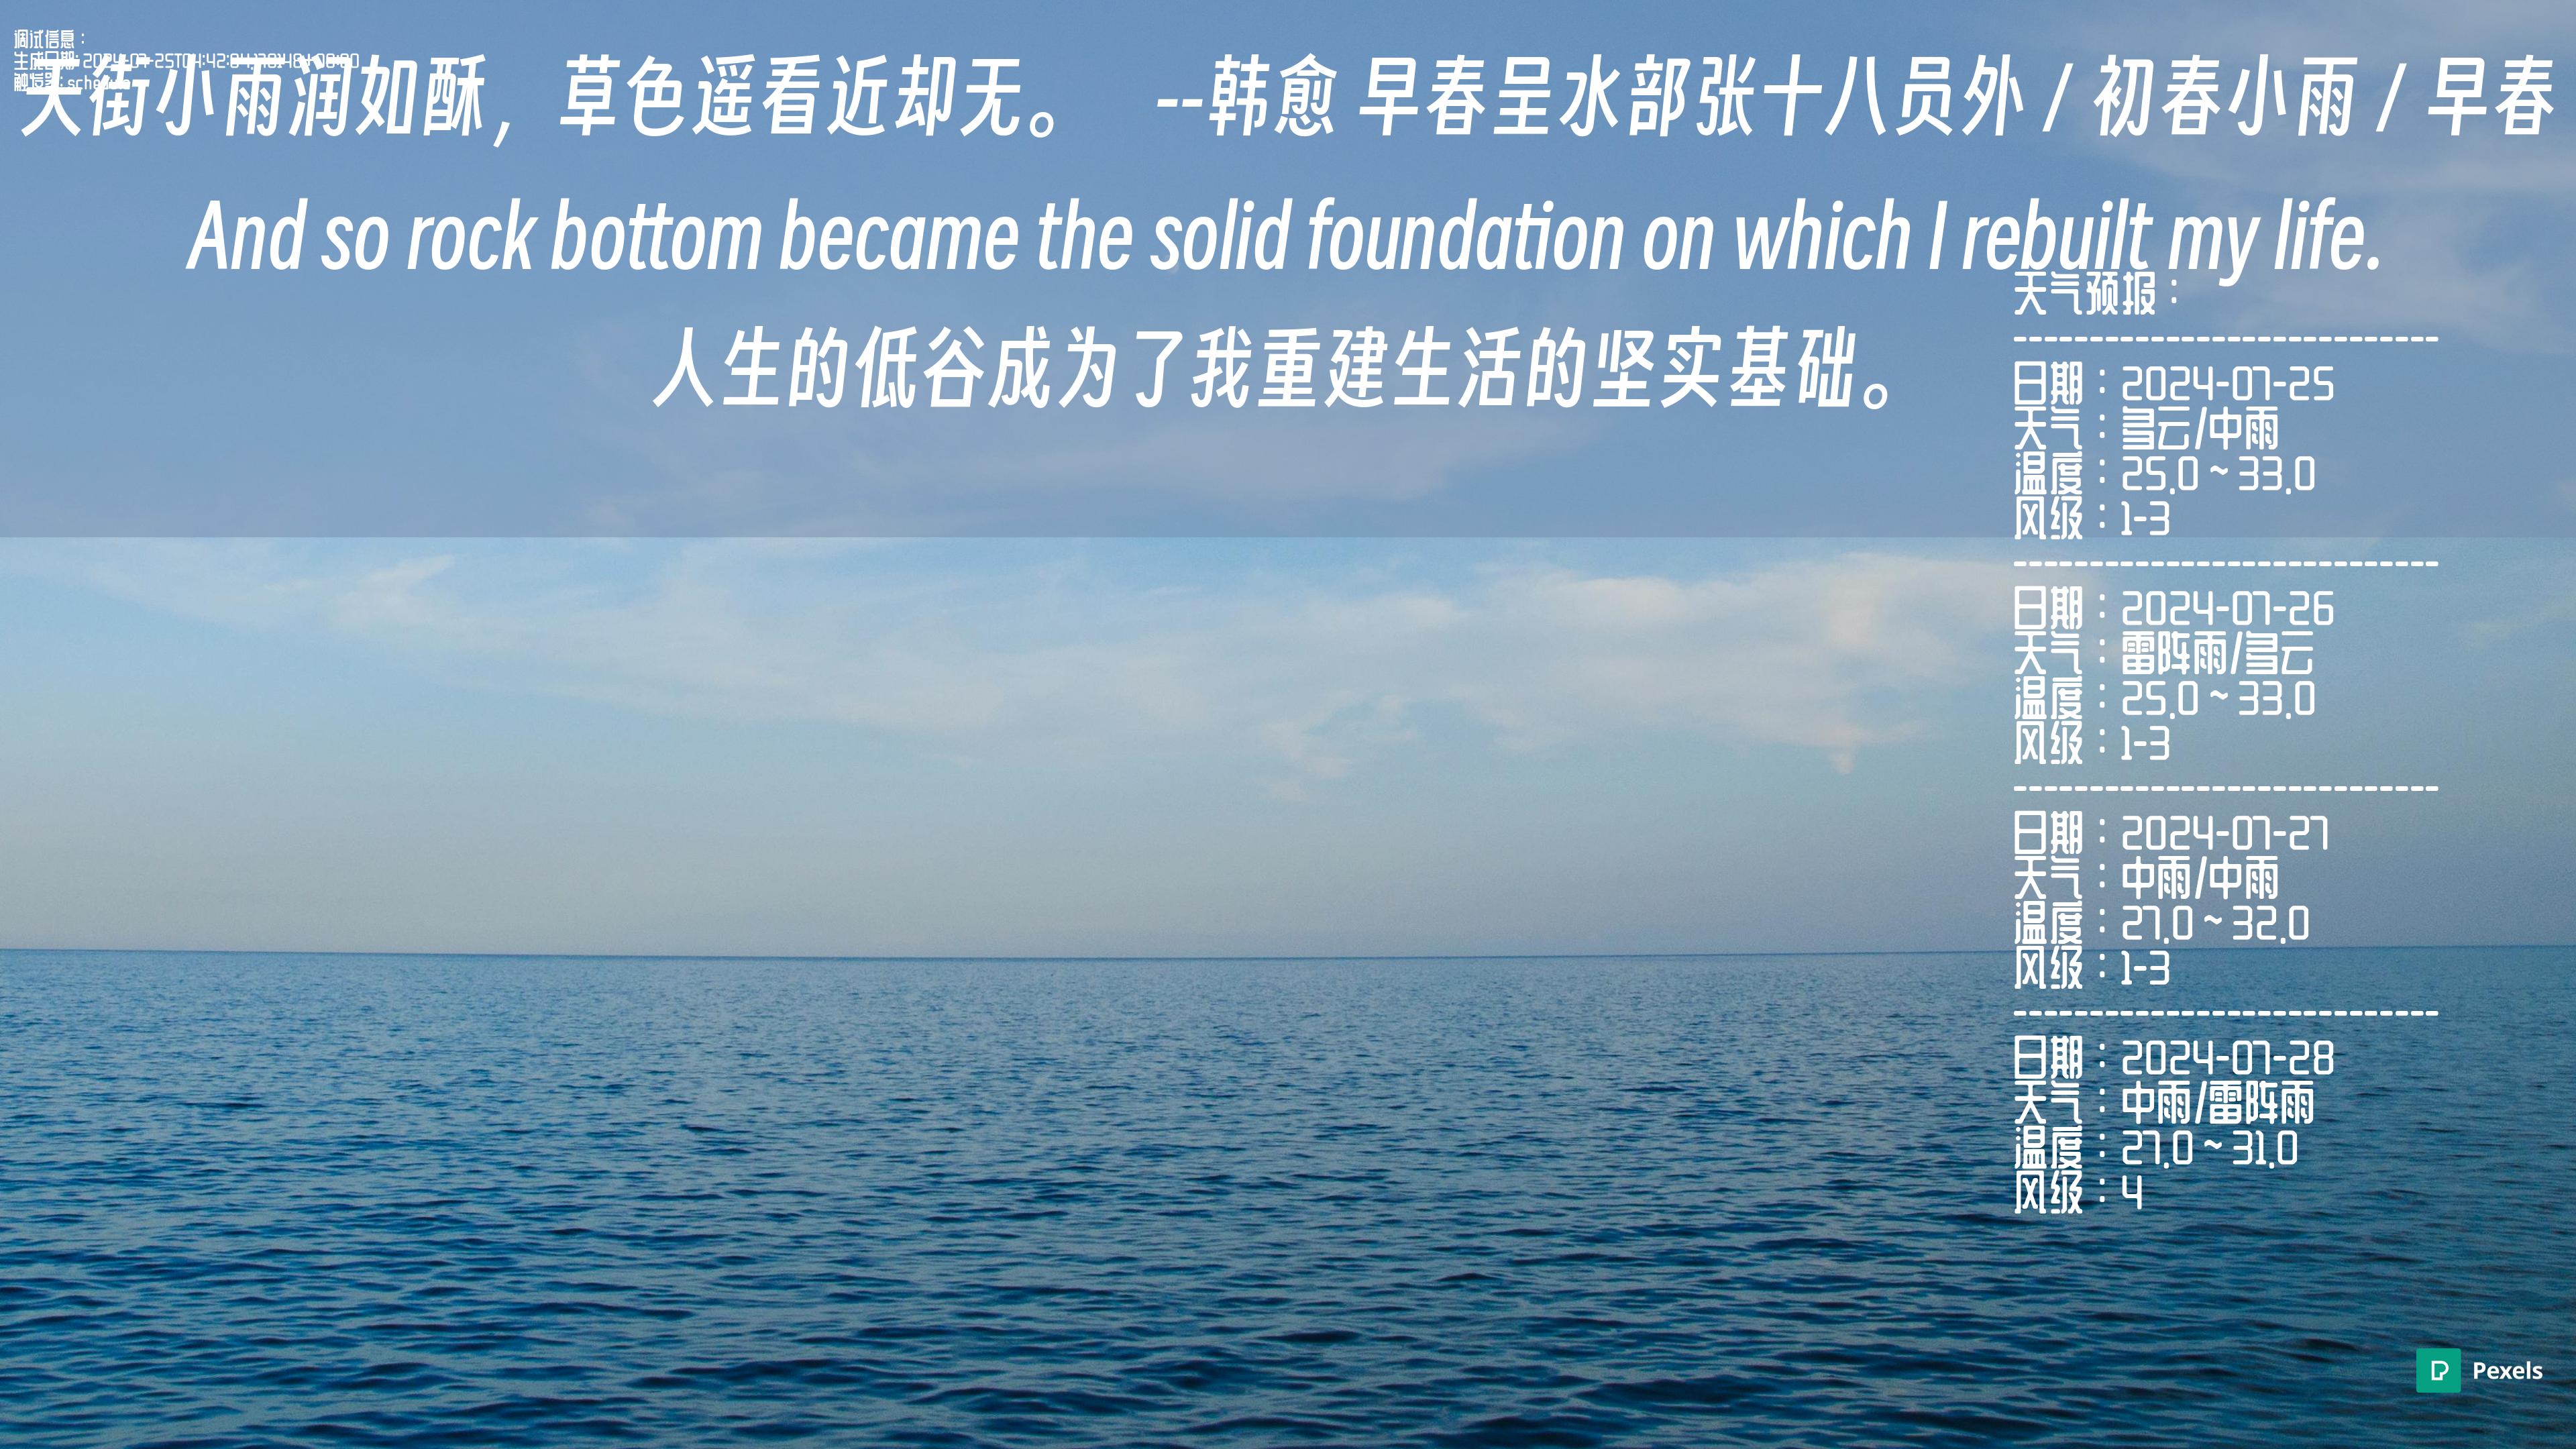 调试信息：
生成日期: 2024-07-25T04:42:04
触发器: schedule
天街小雨润如酥，草色遥看近却无。 --韩愈 早春呈水部张十八员外 / 初春小雨 / 早春
And so rock bottom became the solid foundation on which I rebuilt my life.
人生的低谷成为了我重建生活的坚实基础。
天气预报：
----------------------------
日期：2024-07-25
天气：多云/中雨
温度：25.0 ~ 33.0
风级：1-3
----------------------------
日期：2024-07-26
天气：雷阵雨/多云
温度：25.0 ~ 33.0
风级：1-3
----------------------------
日期：2024-07-27
天气：中雨/中雨
温度：27.0 ~ 32.0
风级：1-3
----------------------------
日期：2024-07-28
天气：中雨/雷阵雨
温度：27.0 ~ 31.0
风级：4
Pexels